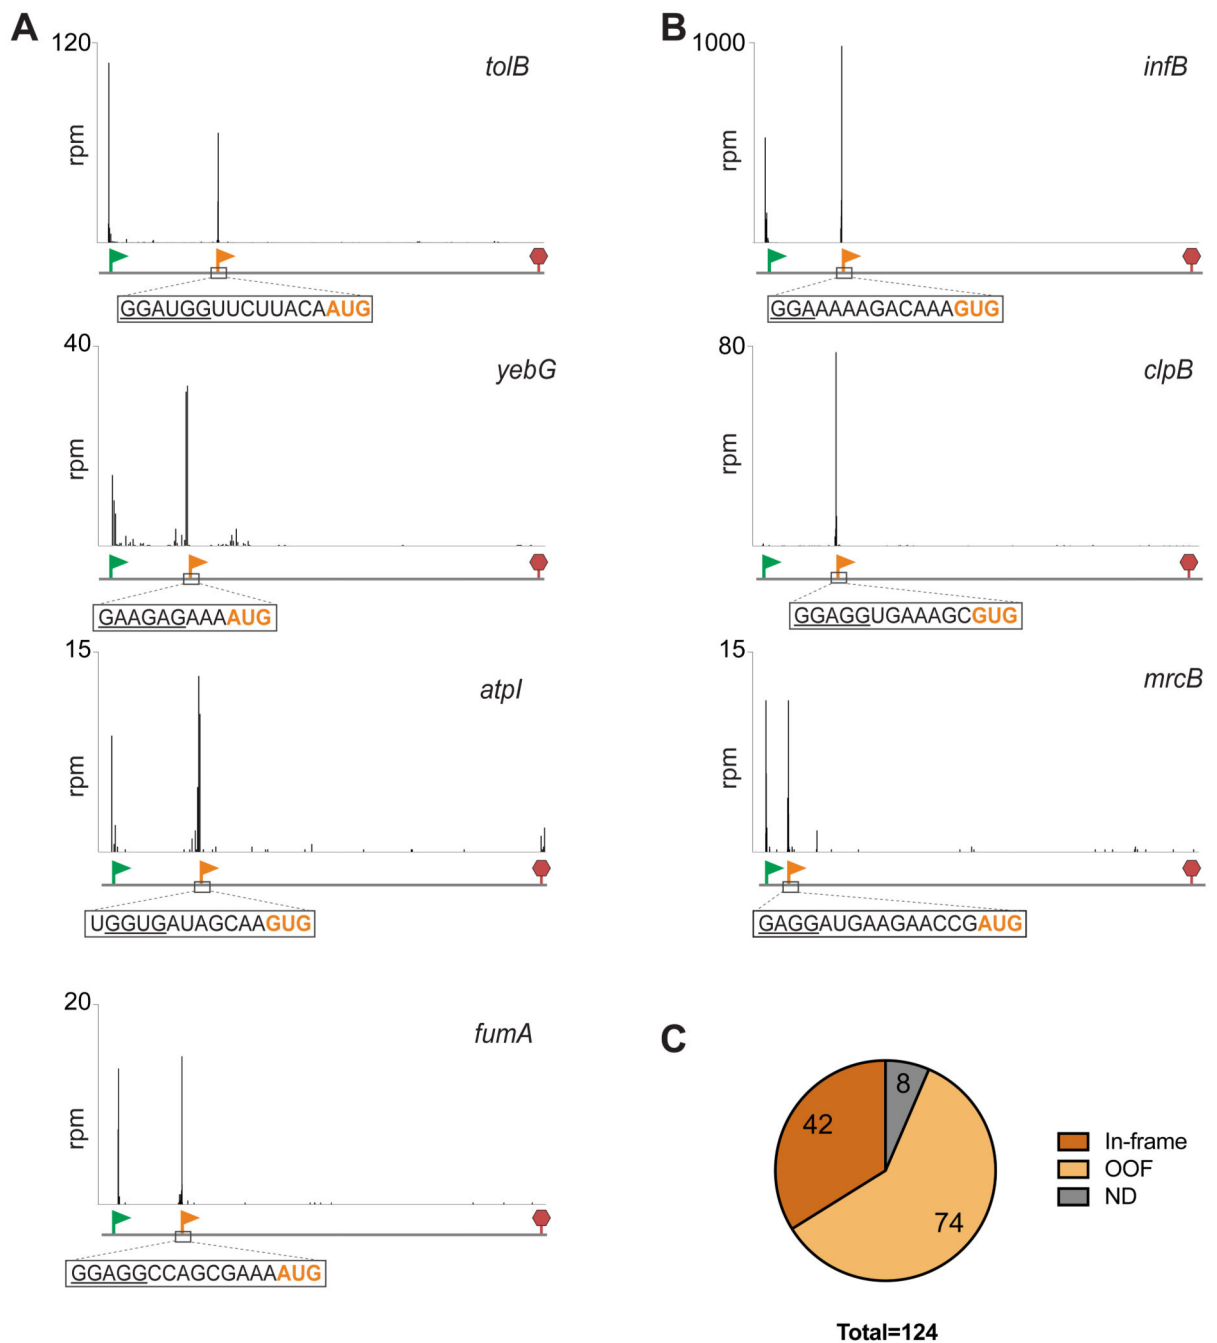 A
120
tolB
rpm
GGAUGGUUCUUACAAUG
40
yebG
rpm
GAAGAGAAAAUG
15
atpI
rpm
UGGUGAUAGCAAGUG
20
fumA
rpm
GGAGGCCAGCGAAAAUG
B
1000
infB
rpm
GGAAAAAGACAAAGUG
80
clpB
rpm
GGAGGUGAAAGCGUG
15
mrcB
rpm
GAGGAUGAAGAACCGAUG
C
8
42
74
In-frame
OOF
ND
Total=124